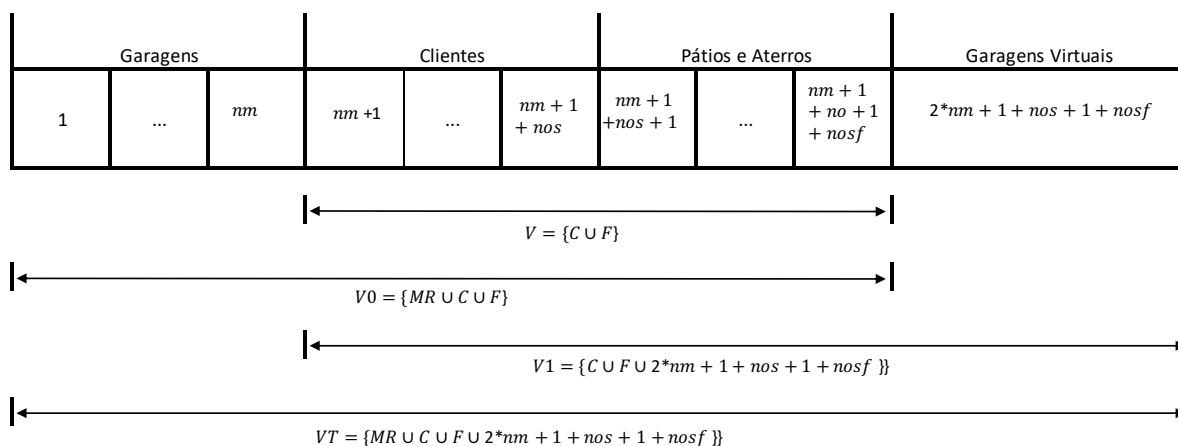 Garagens Clientes Pátios e Aterros Garagens Virtuais
1 ... 𝑛𝑚 𝑛𝑚 +1 ... 𝑛𝑚 + 1 + 𝑛𝑜𝑠 𝑛𝑚 + 1 +𝑛𝑜𝑠 + 1 ... 𝑛𝑚 + 1 + 𝑛𝑜 + 1 + 𝑛𝑜𝑠𝑓 2*𝑛𝑚 + 1 + 𝑛𝑜𝑠 + 1 + 𝑛𝑜𝑠𝑓
𝑉 = {𝐶 ∪ 𝐹}
𝑉0 = {𝑀𝑅 ∪ 𝐶 ∪ 𝐹}
𝑉1 = {𝐶 ∪ 𝐹 ∪ 2*𝑛𝑚 + 1 + 𝑛𝑜𝑠 + 1 + 𝑛𝑜𝑠𝑓 }}
𝑉𝑇 = {𝑀𝑅 ∪ 𝐶 ∪ 𝐹 ∪ 2*𝑛𝑚 + 1 + 𝑛𝑜𝑠 + 1 + 𝑛𝑜𝑠𝑓 }}